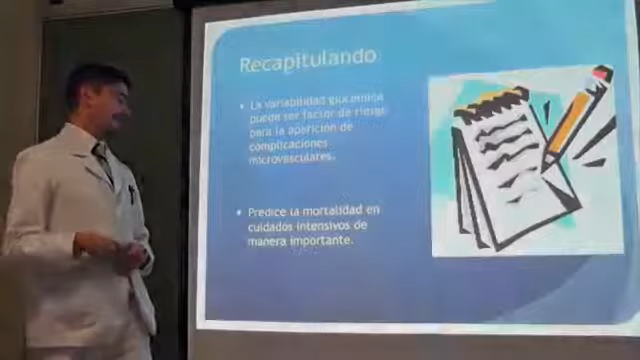 Recapitulando
• La variabilidad glucemica
puede ser factor de riesgo
para la aparición de
complicaciones
microvasculares.
• Predice la mortalidad en
cuidados intensivos de
manera importante.